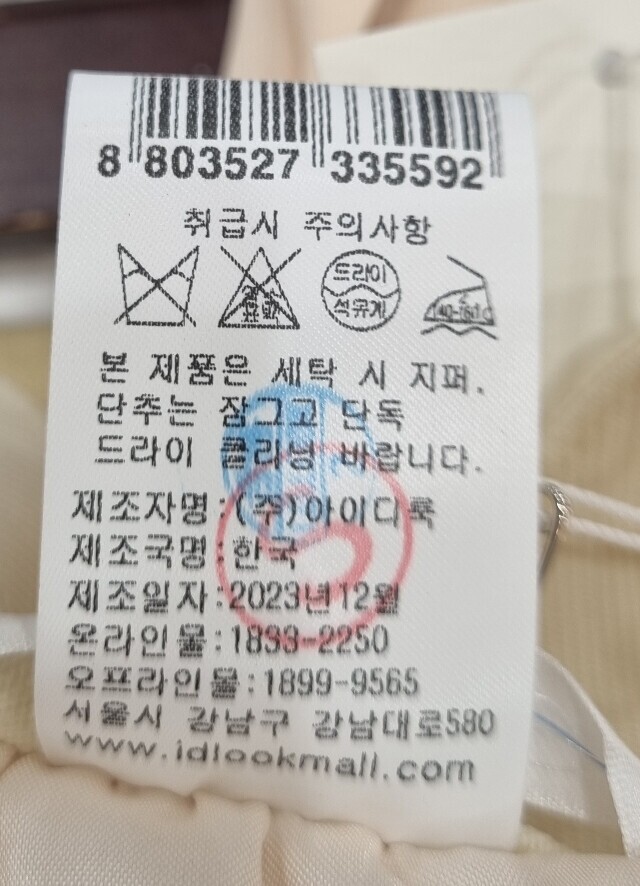 8 803527 335592
취급시 주의사항
드라이
석유계
140~160℃
본 제품은 세탁 시 지퍼.
단추는 잠그고 단독
드라이 클리닝 바랍니다.
제조자명:(주)아이디룩
제조국명:한국
제조일자:2023년12월
온라인몰:1899-2250
오프라인몰:1899-9565
서울시 강남구 강남대로580
www.idlookmall.com